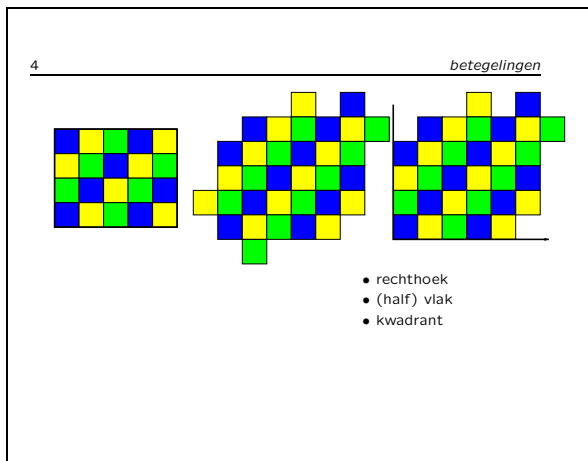 4 betegelingen
• rechthoek
• (half) vlak
• kwadrant